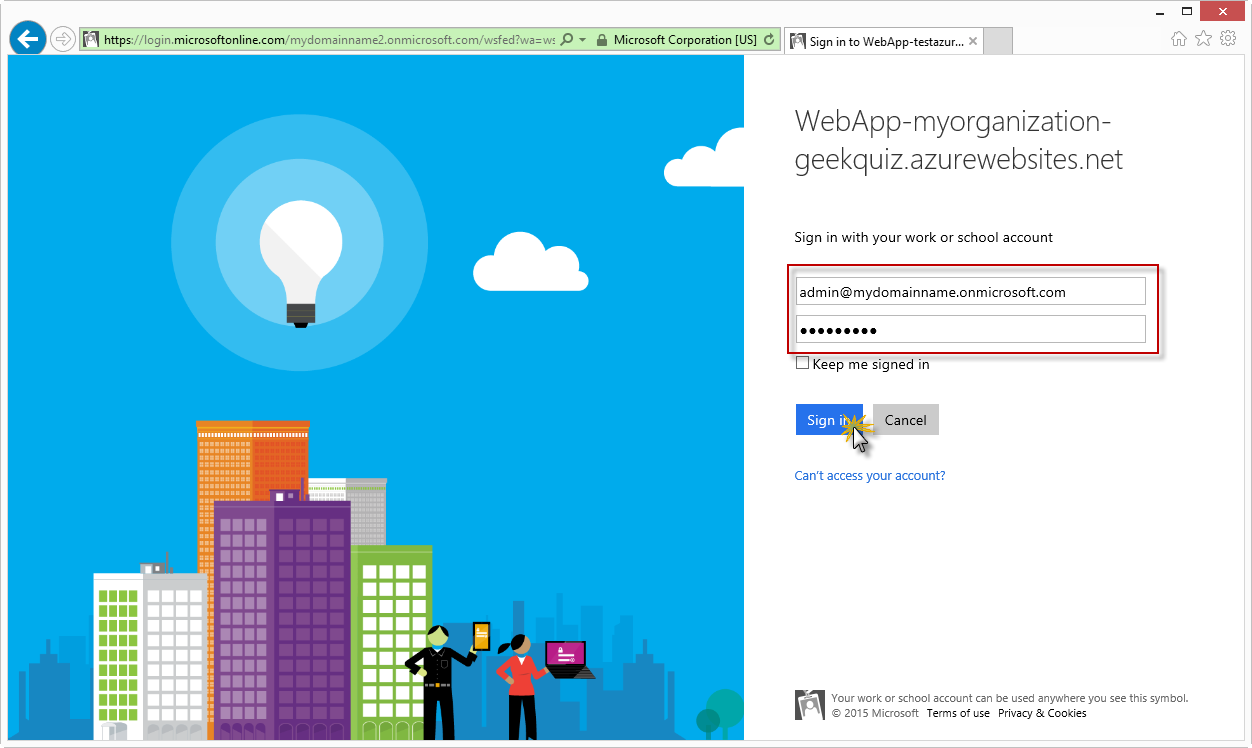 https://login.microsoftonline.com/mydomainname2.onmicrosoft.com/wsfed?wa=ws
Microsoft Corporation [US]
Sign in to WebApp-testazur...
WebApp-myorganization-
geekquiz.azurewebsites.net
Sign in with your work or school account
admin@mydomainname.onmicrosoft.com
●●●●●●●●●
Keep me signed in
Sign in
Cancel
Can't access your account?
Your work or school account can be used anywhere you see this symbol.
© 2015 Microsoft Terms of use Privacy & Cookies